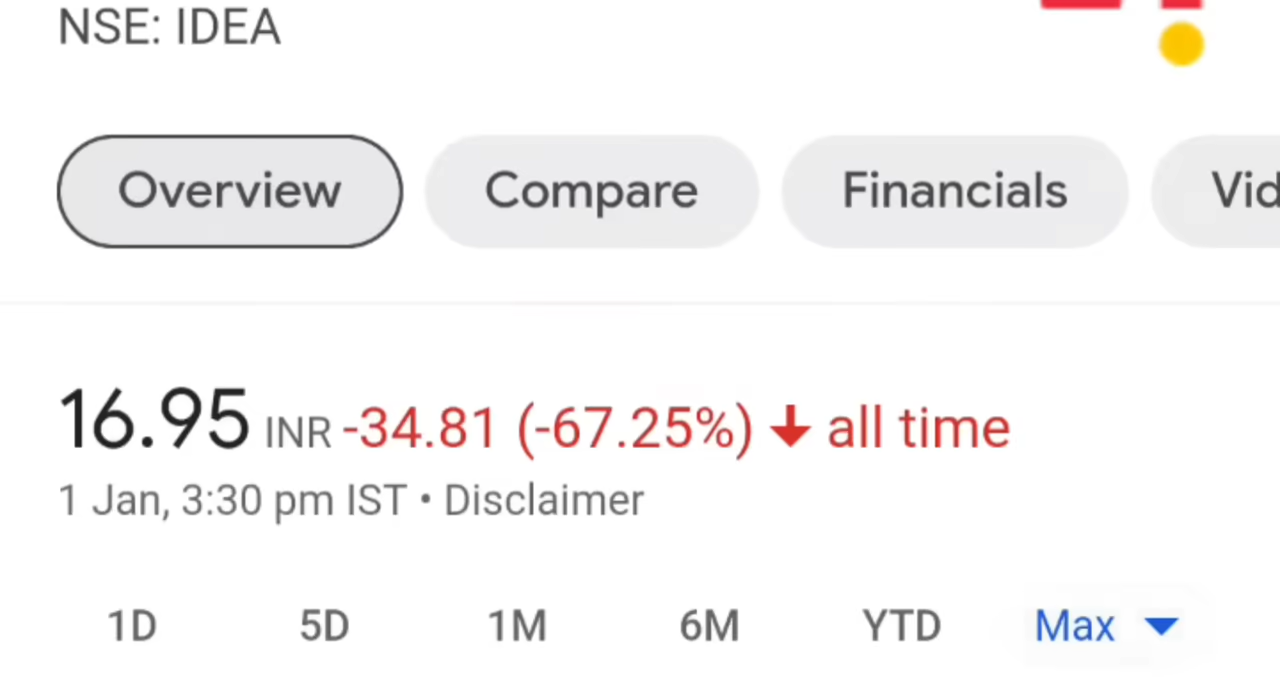 NSE: IDEA
Overview Compare Financials Vid
16.95 INR -34.81 (-67.25%) ↓ all time
1 Jan, 3:30 pm IST • Disclaimer
1D 5D 1M 6M YTD Max